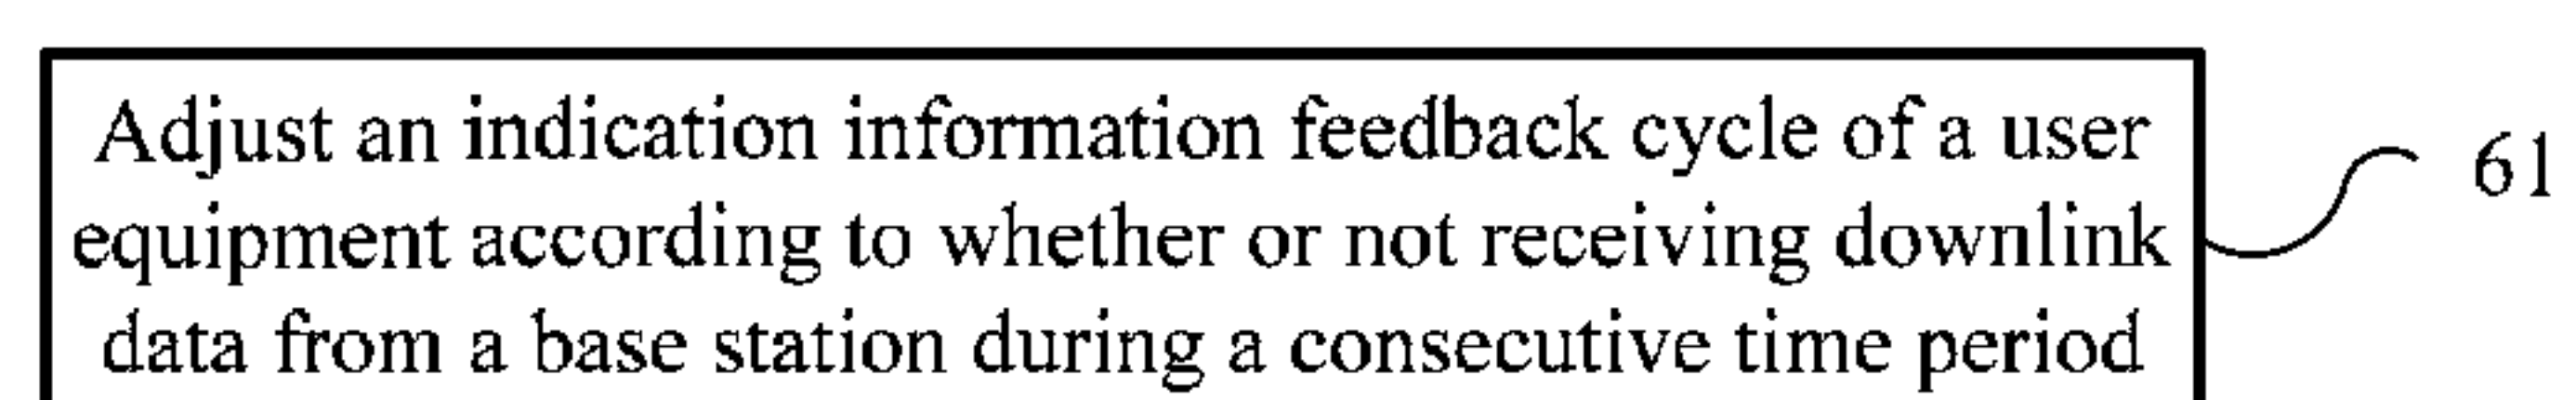 Adjust an indication information feedback cycle of a user
61
equipment according to whether or not receiving downlink
data from a base station during a consecutive time period